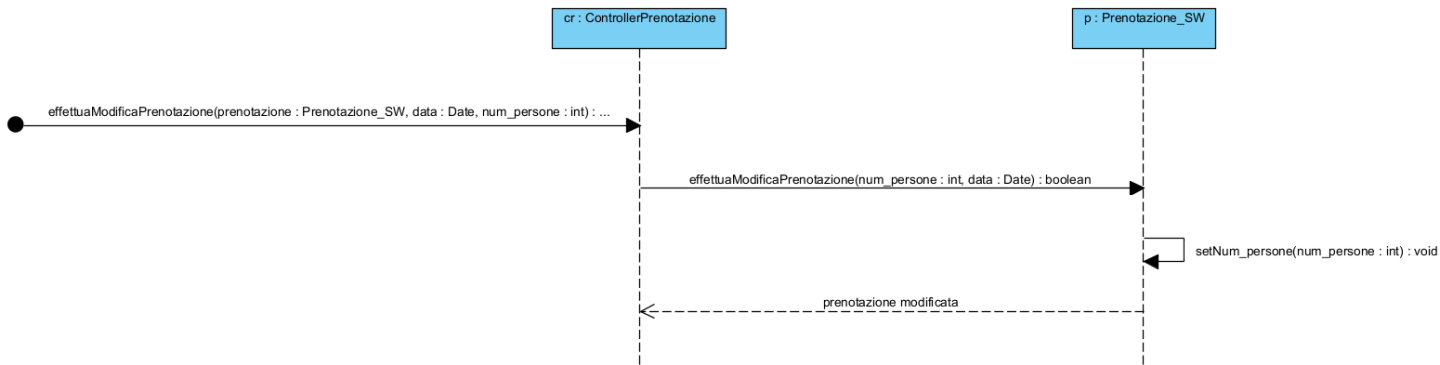 cr : ControllerPrenotazione
p : Prenotazione_SW
effettuaModificaPrenotazione(prenotazione : Prenotazione_SW, data : Date, num_persone : int) : ...
effettuaModificaPrenotazione(num_persone : int, data : Date) : boolean
setNum_persone(num_persone : int) : void
prenotazione modificata